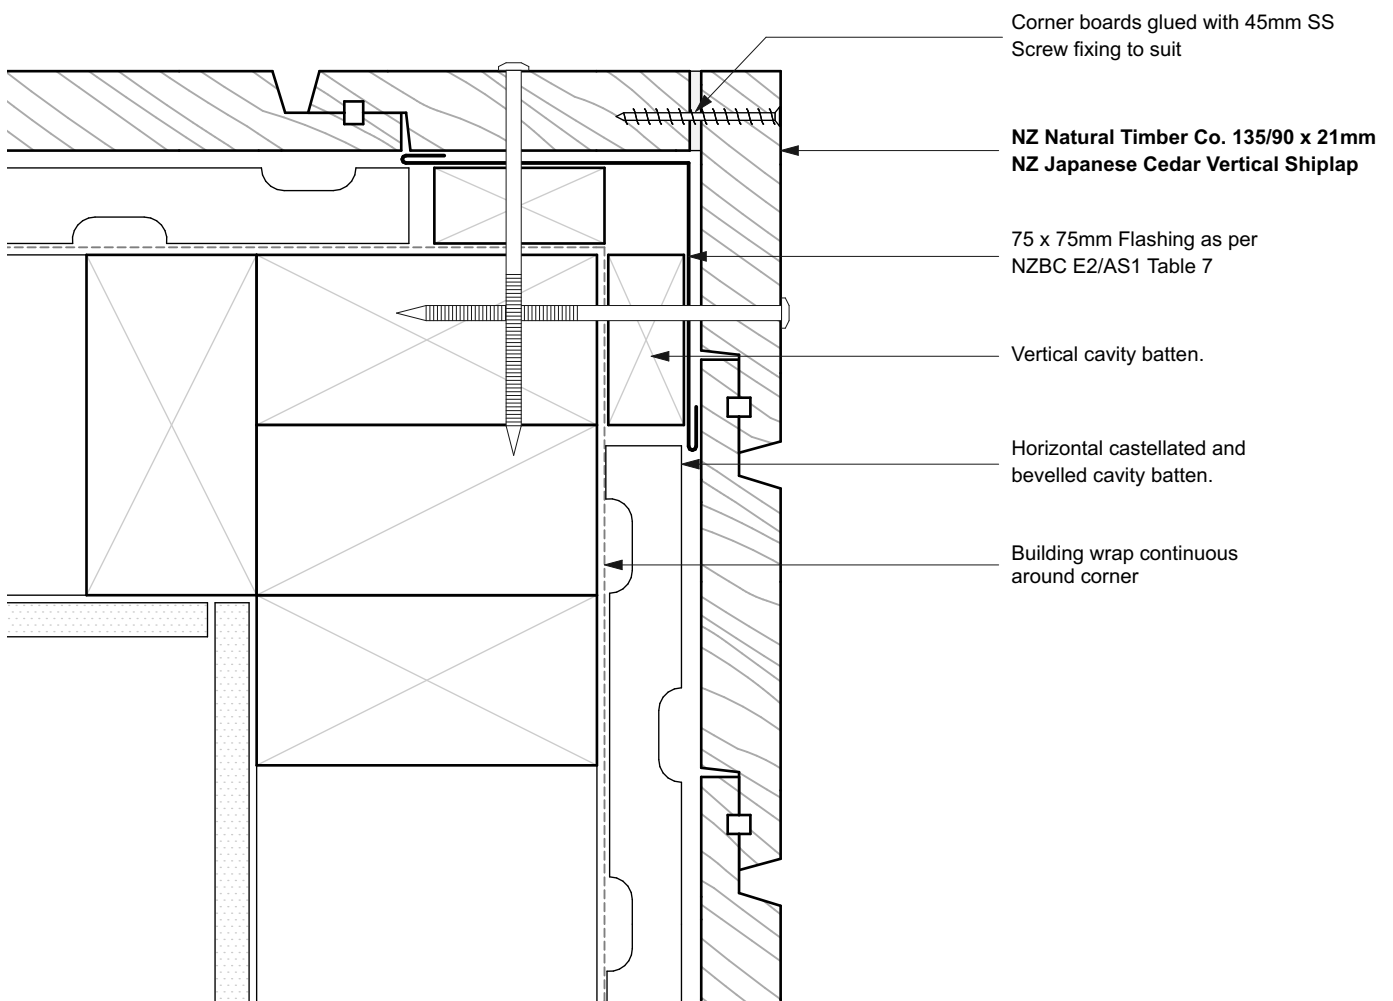 Corner boards glued with 45mm SS
Screw fixing to suit
NZ Natural Timber Co. 135/90 x 21mm
NZ Japanese Cedar Vertical Shiplap
75 x 75mm Flashing as per
NZBC E2/AS1 Table 7
Vertical cavity batten.
Horizontal castellated and
bevelled cavity batten.
Building wrap continuous
around corner